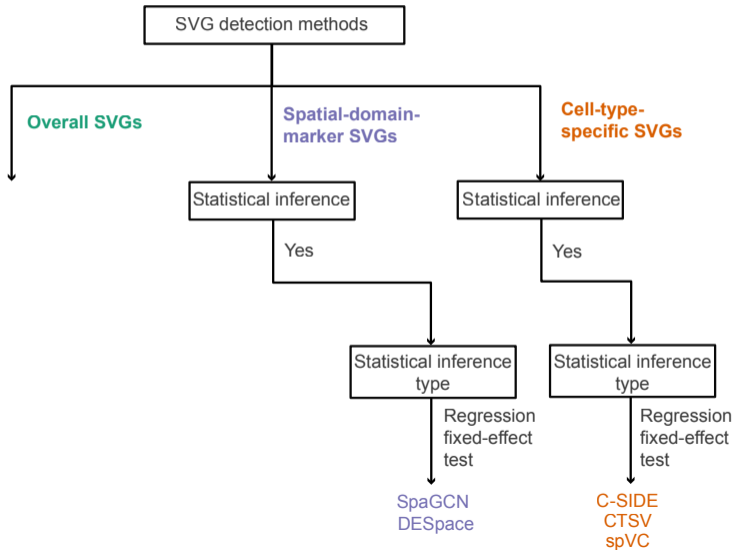 SVG detection methods
Overall SVGs
Spatial-domain-
marker SVGs
Cell-type-
specific SVGs
Statistical inference
Statistical inference
Yes
Yes
Statistical inference
type
Statistical inference
type
Regression
fixed-effect
test
Regression
fixed-effect
test
SpaGCN
DESpace
C-SIDE
CTSV
spVC